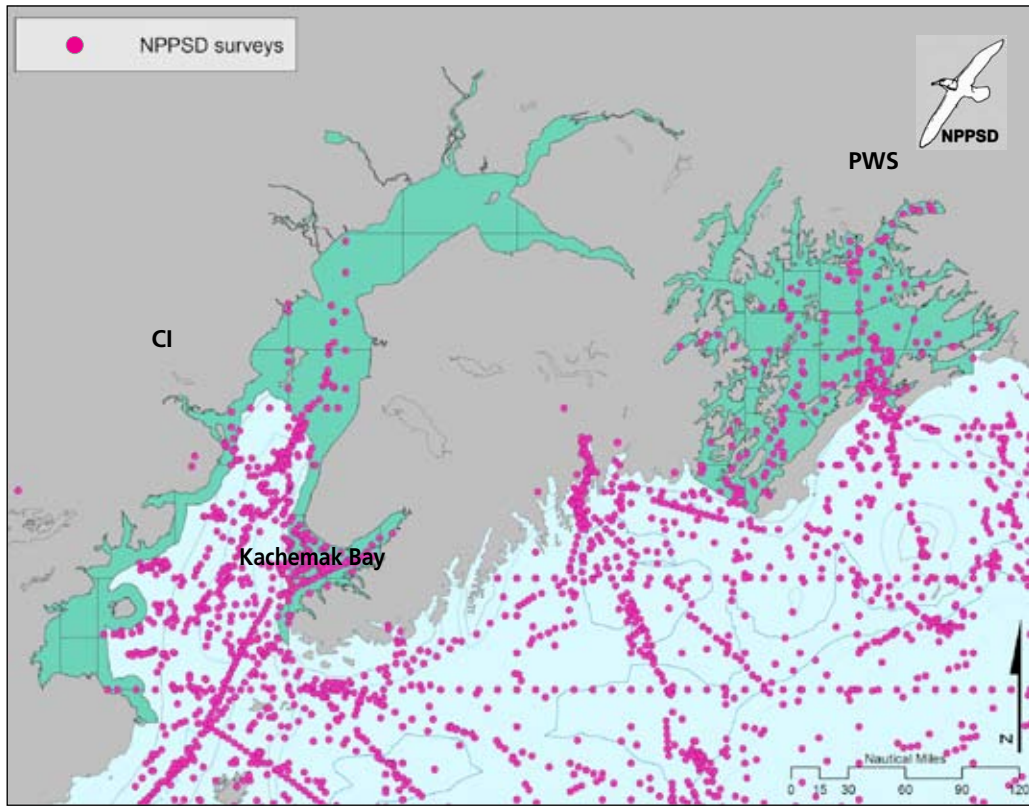 NPPSD surveys
NPPSD
PWS
CI
Kachemak Bay
N
Nautical Miles
0 15 30 60 90 120